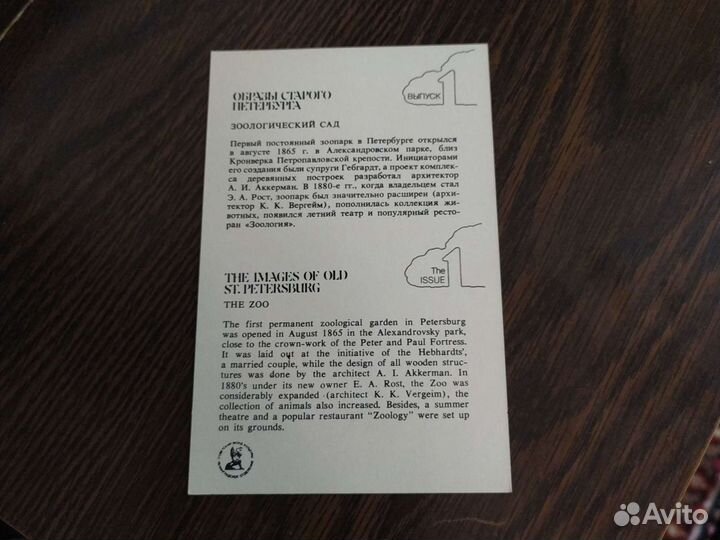 ОБРАЗЫ СТАРОГО
ПЕТЕРБУРГА
ВЫПУСК 1
ЗООЛОГИЧЕСКИЙ САД
Первый постоянный зоопарк в Петербурге открылся
в августе 1865 г. в Александровском парке, близ
Кронверка Петропавловской крепости. Инициаторами
его создания были супруги Гебгардт, а проект комплек-
са деревянных построек разработал архитектор
А. И. Аккерман. В 1880-е гг., когда владельцем стал
Э. А. Рост, зоопарк был значительно расширен (архи-
тектор К. К. Вергейм), пополнилась коллекция жи-
вотных, появился летний театр и популярный ресто-
ран «Зоология».
THE IMAGES OF OLD
ST. PETERSBURG
The
ISSUE 1
THE ZOO
The first permanent zoological garden in Petersburg
was opened in August 1865 in the Alexandrovsky park,
close to the crown-work of the Peter and Paul Fortress.
It was laid out at the initiative of the Hebhardts',
a married couple, while the design of all wooden struc-
tures was done by the architect A. I. Akkerman. In
1880's under its new owner E. A. Rost, the Zoo was
considerably expanded (architect K. K. Vergeim), the
collection of animals also increased. Besides, a summer
theatre and a popular restaurant "Zoology" were set up
on its grounds.
Avito